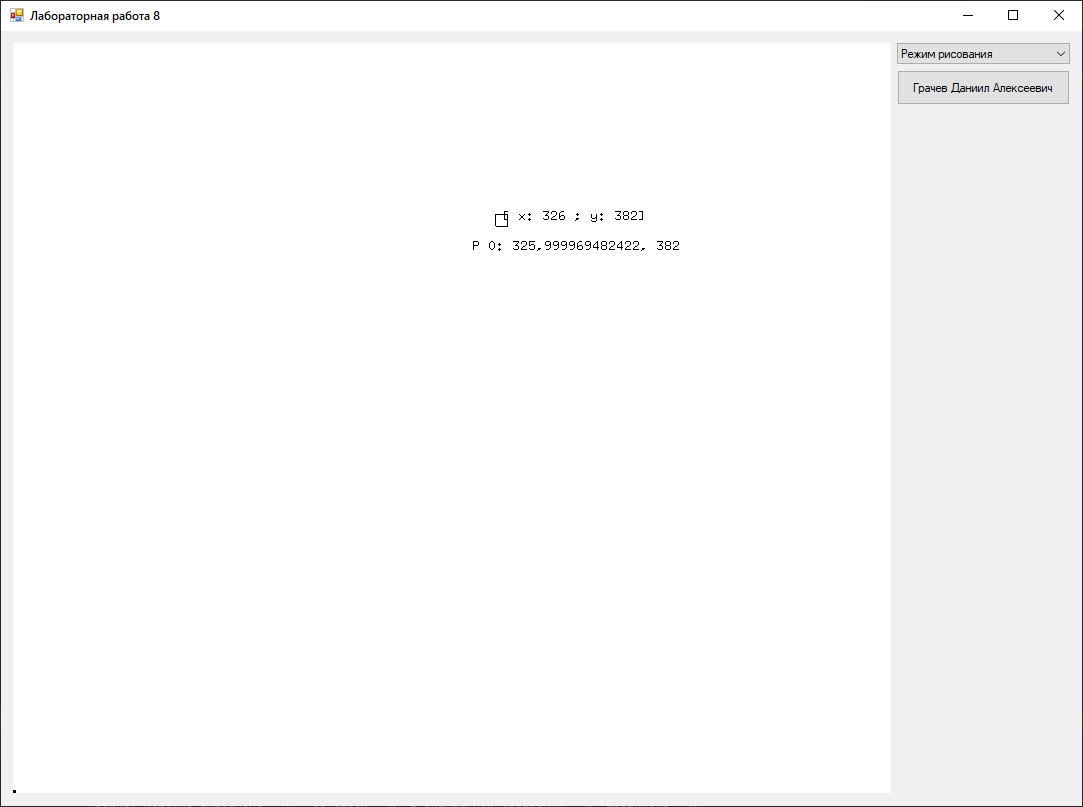 Лабораторная работа 8
Режим рисования
Грачев Даниил Алексеевич
[ x: 326 ; y: 382]
P 0: 325,999969482422, 382